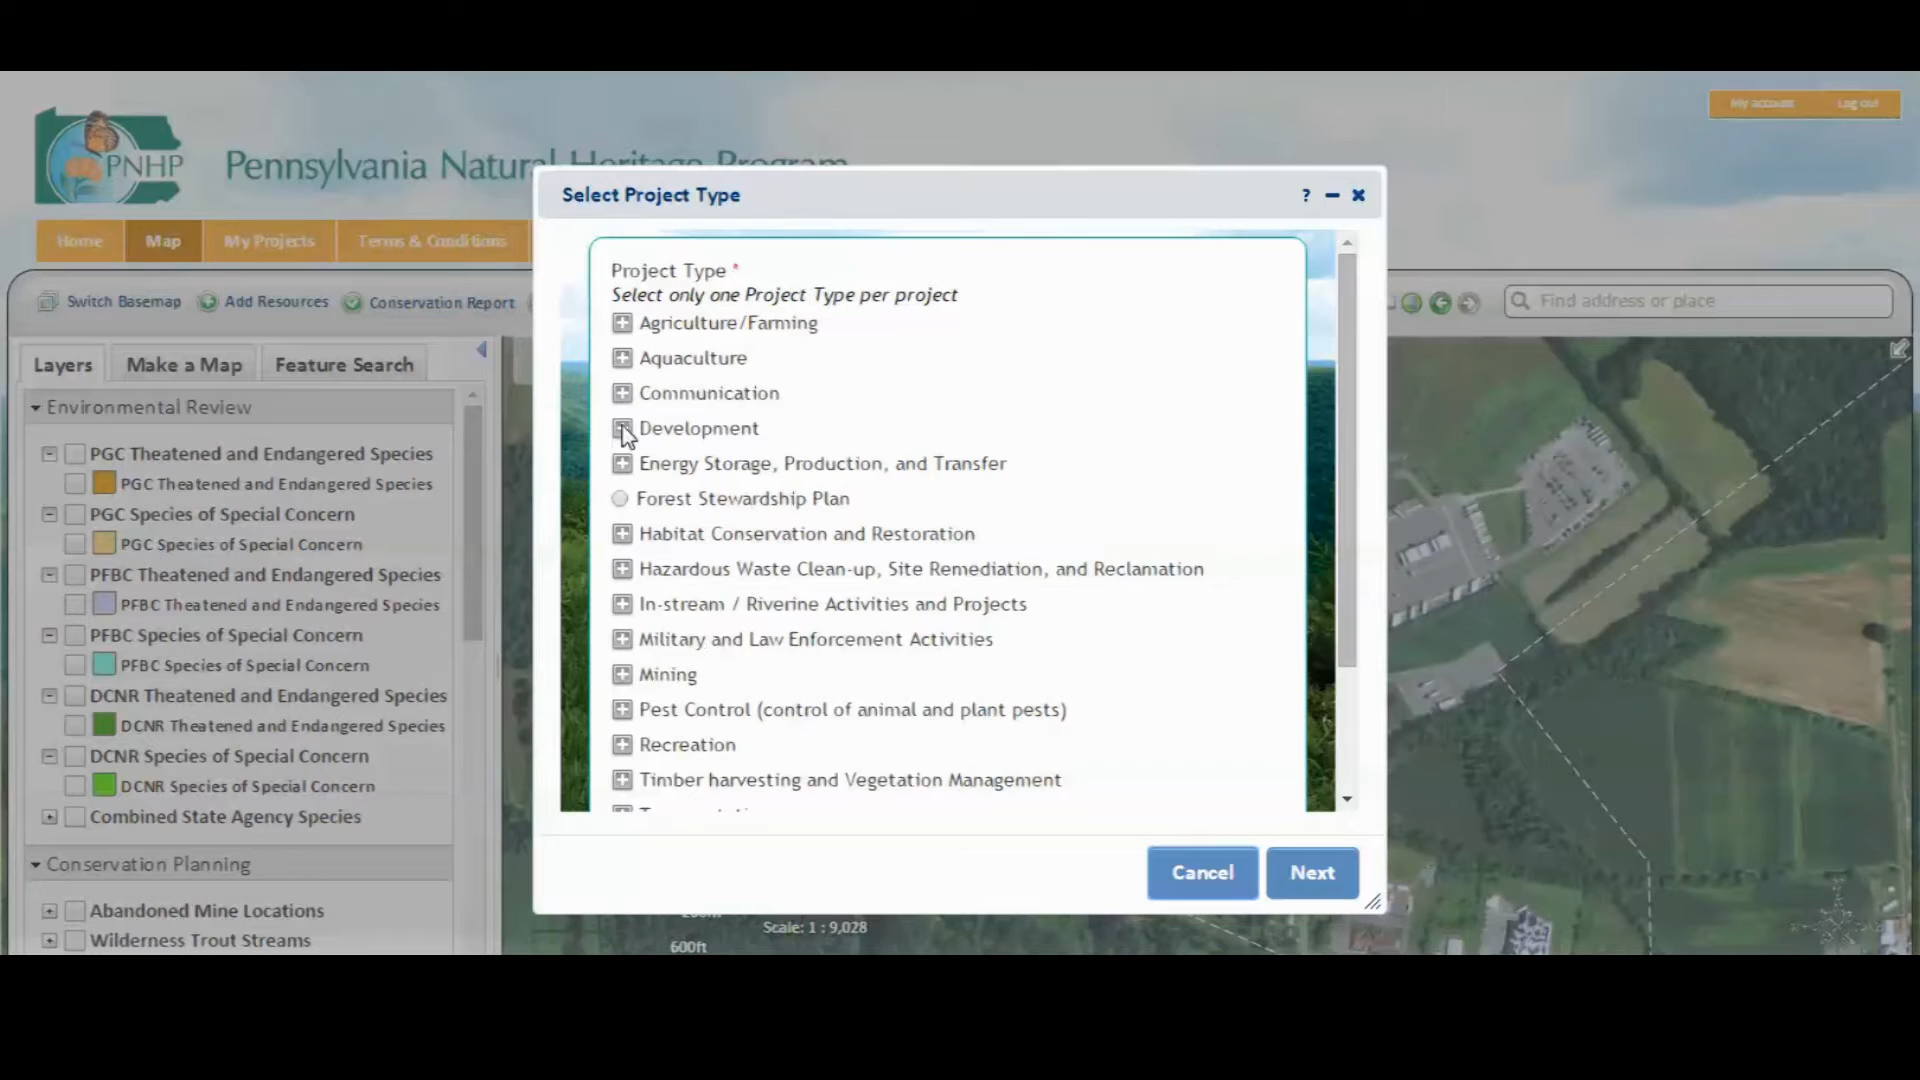 My account Log out
PNHP
Pennsylvania Natural Heritage Program
Home Map My Projects Terms & Conditions
Switch Basemap Add Resources Conservation Report
Find address or place
Layers Make a Map Feature Search
Environmental Review
PGC Theatened and Endangered Species
PGC Theatened and Endangered Species
PGC Species of Special Concern
PGC Species of Special Concern
PFBC Theatened and Endangered Species
PFBC Theatened and Endangered Species
PFBC Species of Special Concern
PFBC Species of Special Concern
DCNR Theatened and Endangered Species
DCNR Theatened and Endangered Species
DCNR Species of Special Concern
DCNR Species of Special Concern
Combined State Agency Species
Conservation Planning
Abandoned Mine Locations
Wilderness Trout Streams
Select Project Type
?
Project Type *
Select only one Project Type per project
Agriculture/Farming
Aquaculture
Communication
Development
Energy Storage, Production, and Transfer
Forest Stewardship Plan
Habitat Conservation and Restoration
Hazardous Waste Clean-up, Site Remediation, and Reclamation
In-stream / Riverine Activities and Projects
Military and Law Enforcement Activities
Mining
Pest Control (control of animal and plant pests)
Recreation
Timber harvesting and Vegetation Management
Cancel Next
Scale: 1 : 9,028
600ft